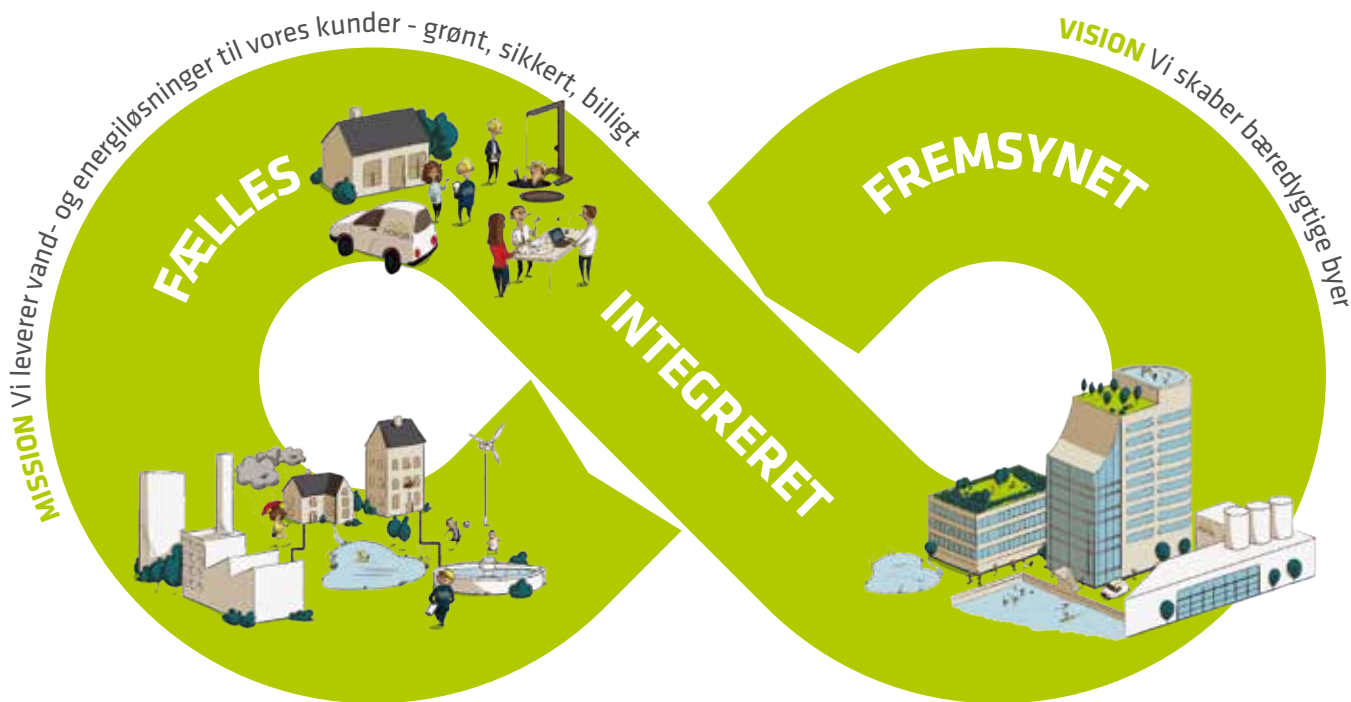 MISSION Vi leverer vand- og energiløsninger til vores kunder - grønt, sikkert, billigt
VISION Vi skaber bæredygtige byer
FÆLLES
INTEGRERET
FREMSYNET